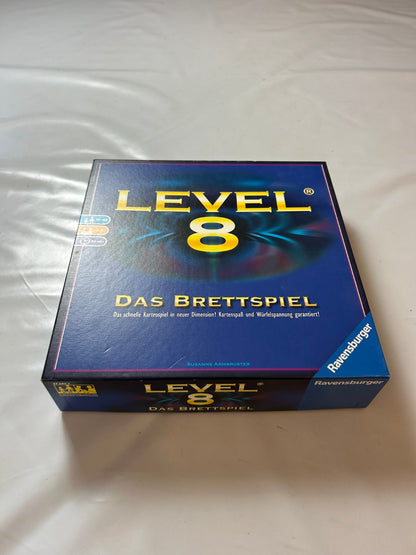 LEVEL®
8
DAS BRETTSPIEL
Das schnelle Kartenspiel in neuer Dimension! Kartenspaß und Würfelspannung garantiert!
SUSANNE ARMBRUSTER
Ravensburger
LEVEL®
8
DAS BRETTSPIEL
Ravensburger